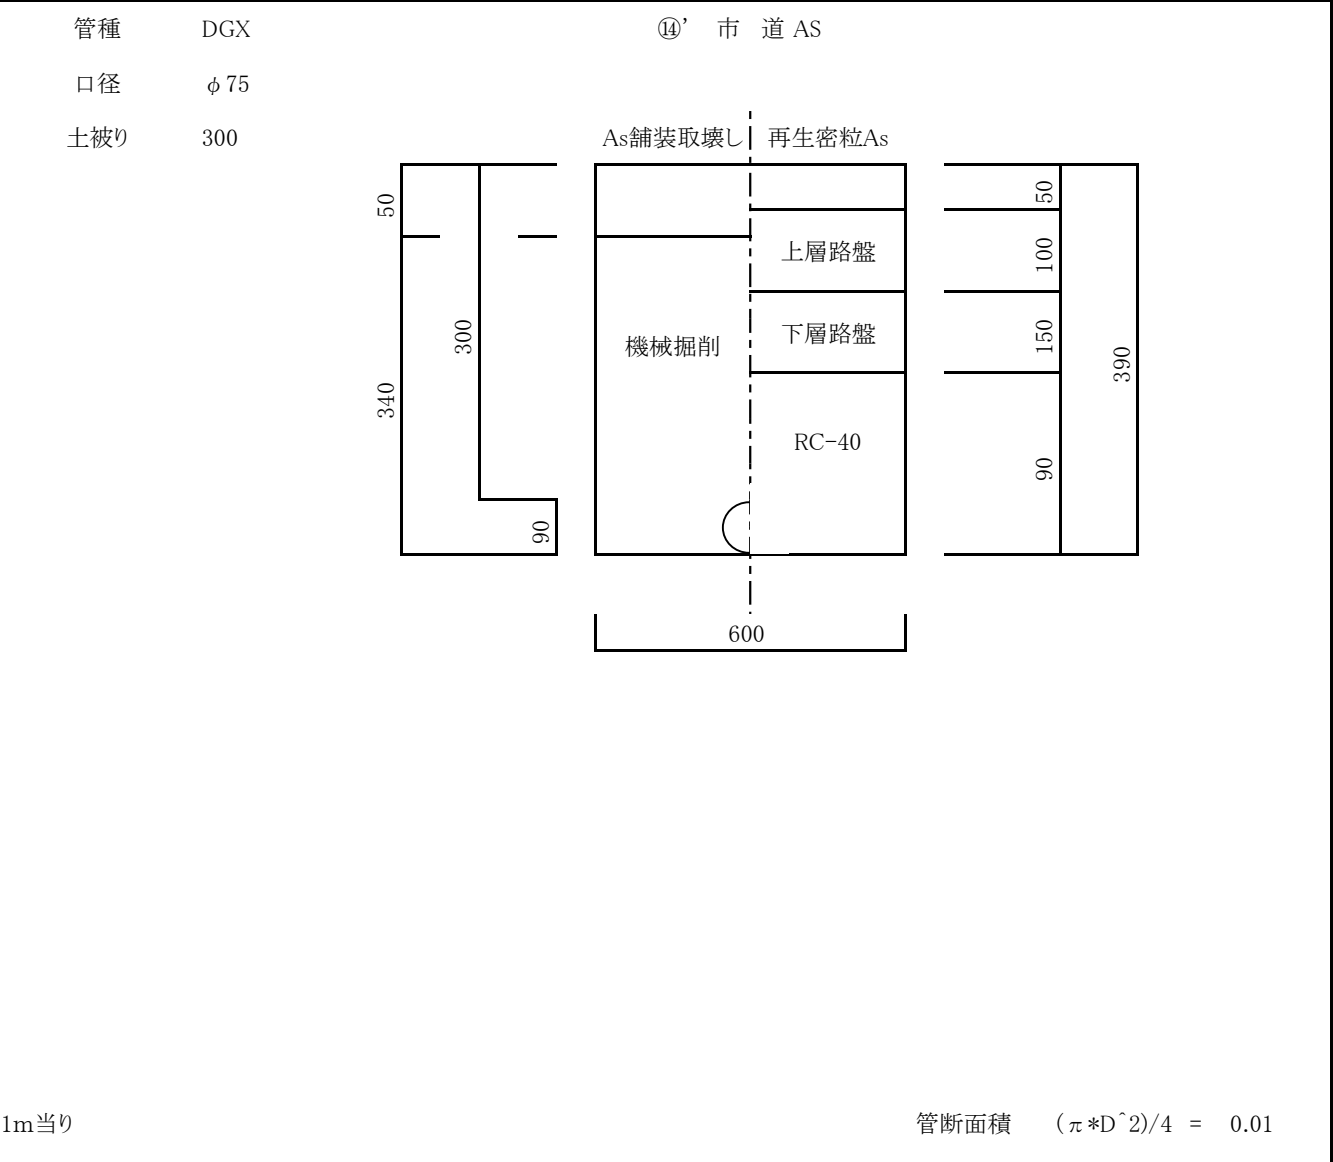 管種 DGX ⑭’ 市 道 AS
口径 φ75
土被り 300
As舗装取壊し 再生密粒As
50
50
上層路盤
100
300
機械掘削
下層路盤
150
390
340
RC-40
90
90
600
1m当り 管断面積 (π*D^2)/4 = 0.01